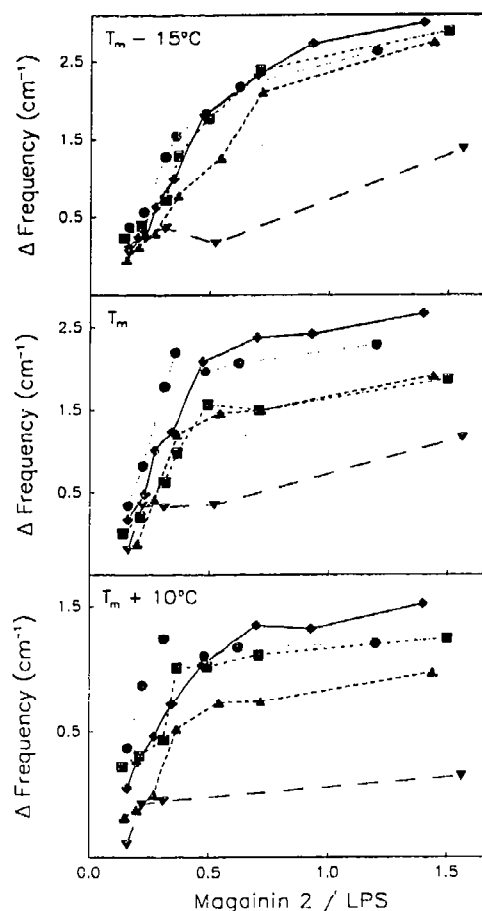 Tm − 15°C
2.5
1.5
0.5
Δ Frequency (cm⁻¹)
Tm
2.5
1.5
0.5
Δ Frequency (cm⁻¹)
Tm + 10°C
1.5
0.5
Δ Frequency (cm⁻¹)
0.0 0.5 1.0 1.5
Magainin 2 / LPS